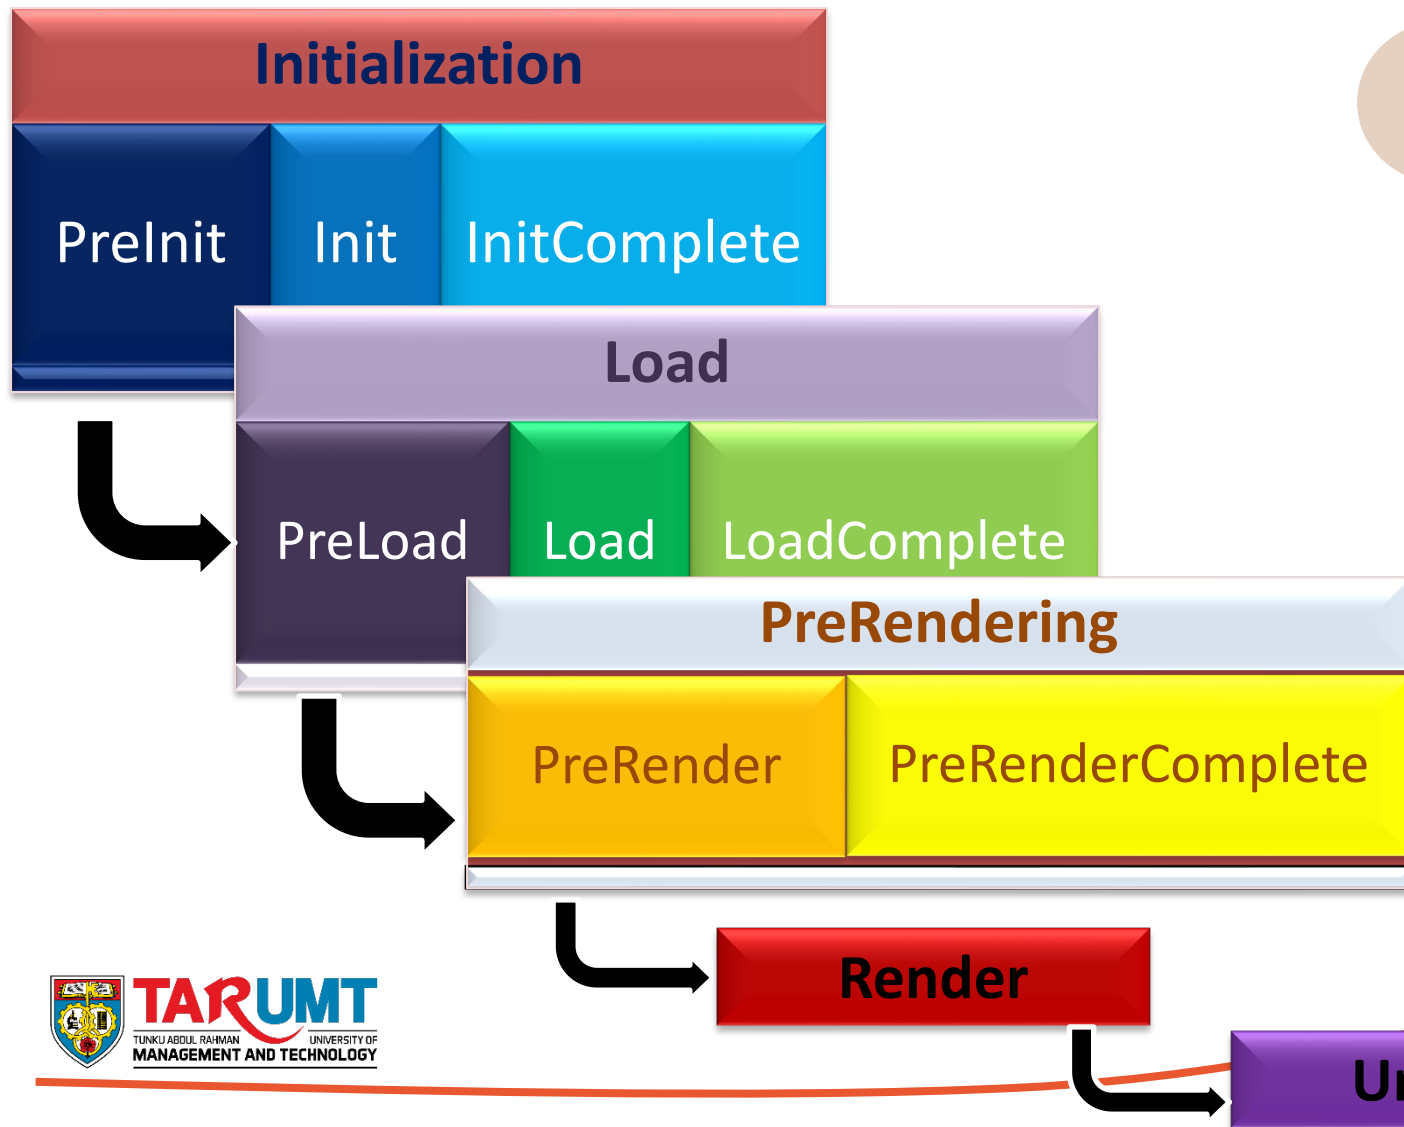 Initialization
PreInit
Init
InitComplete
Load
PreLoad
Load
LoadComplete
PreRendering
PreRender
PreRenderComplete
Render
TARUMT
TUNKU ABDUL RAHMAN UNIVERSITY OF
MANAGEMENT AND TECHNOLOGY